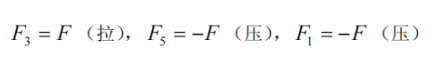 F₃ = F （拉），F₅ = −F （压），F₁ = −F （压）